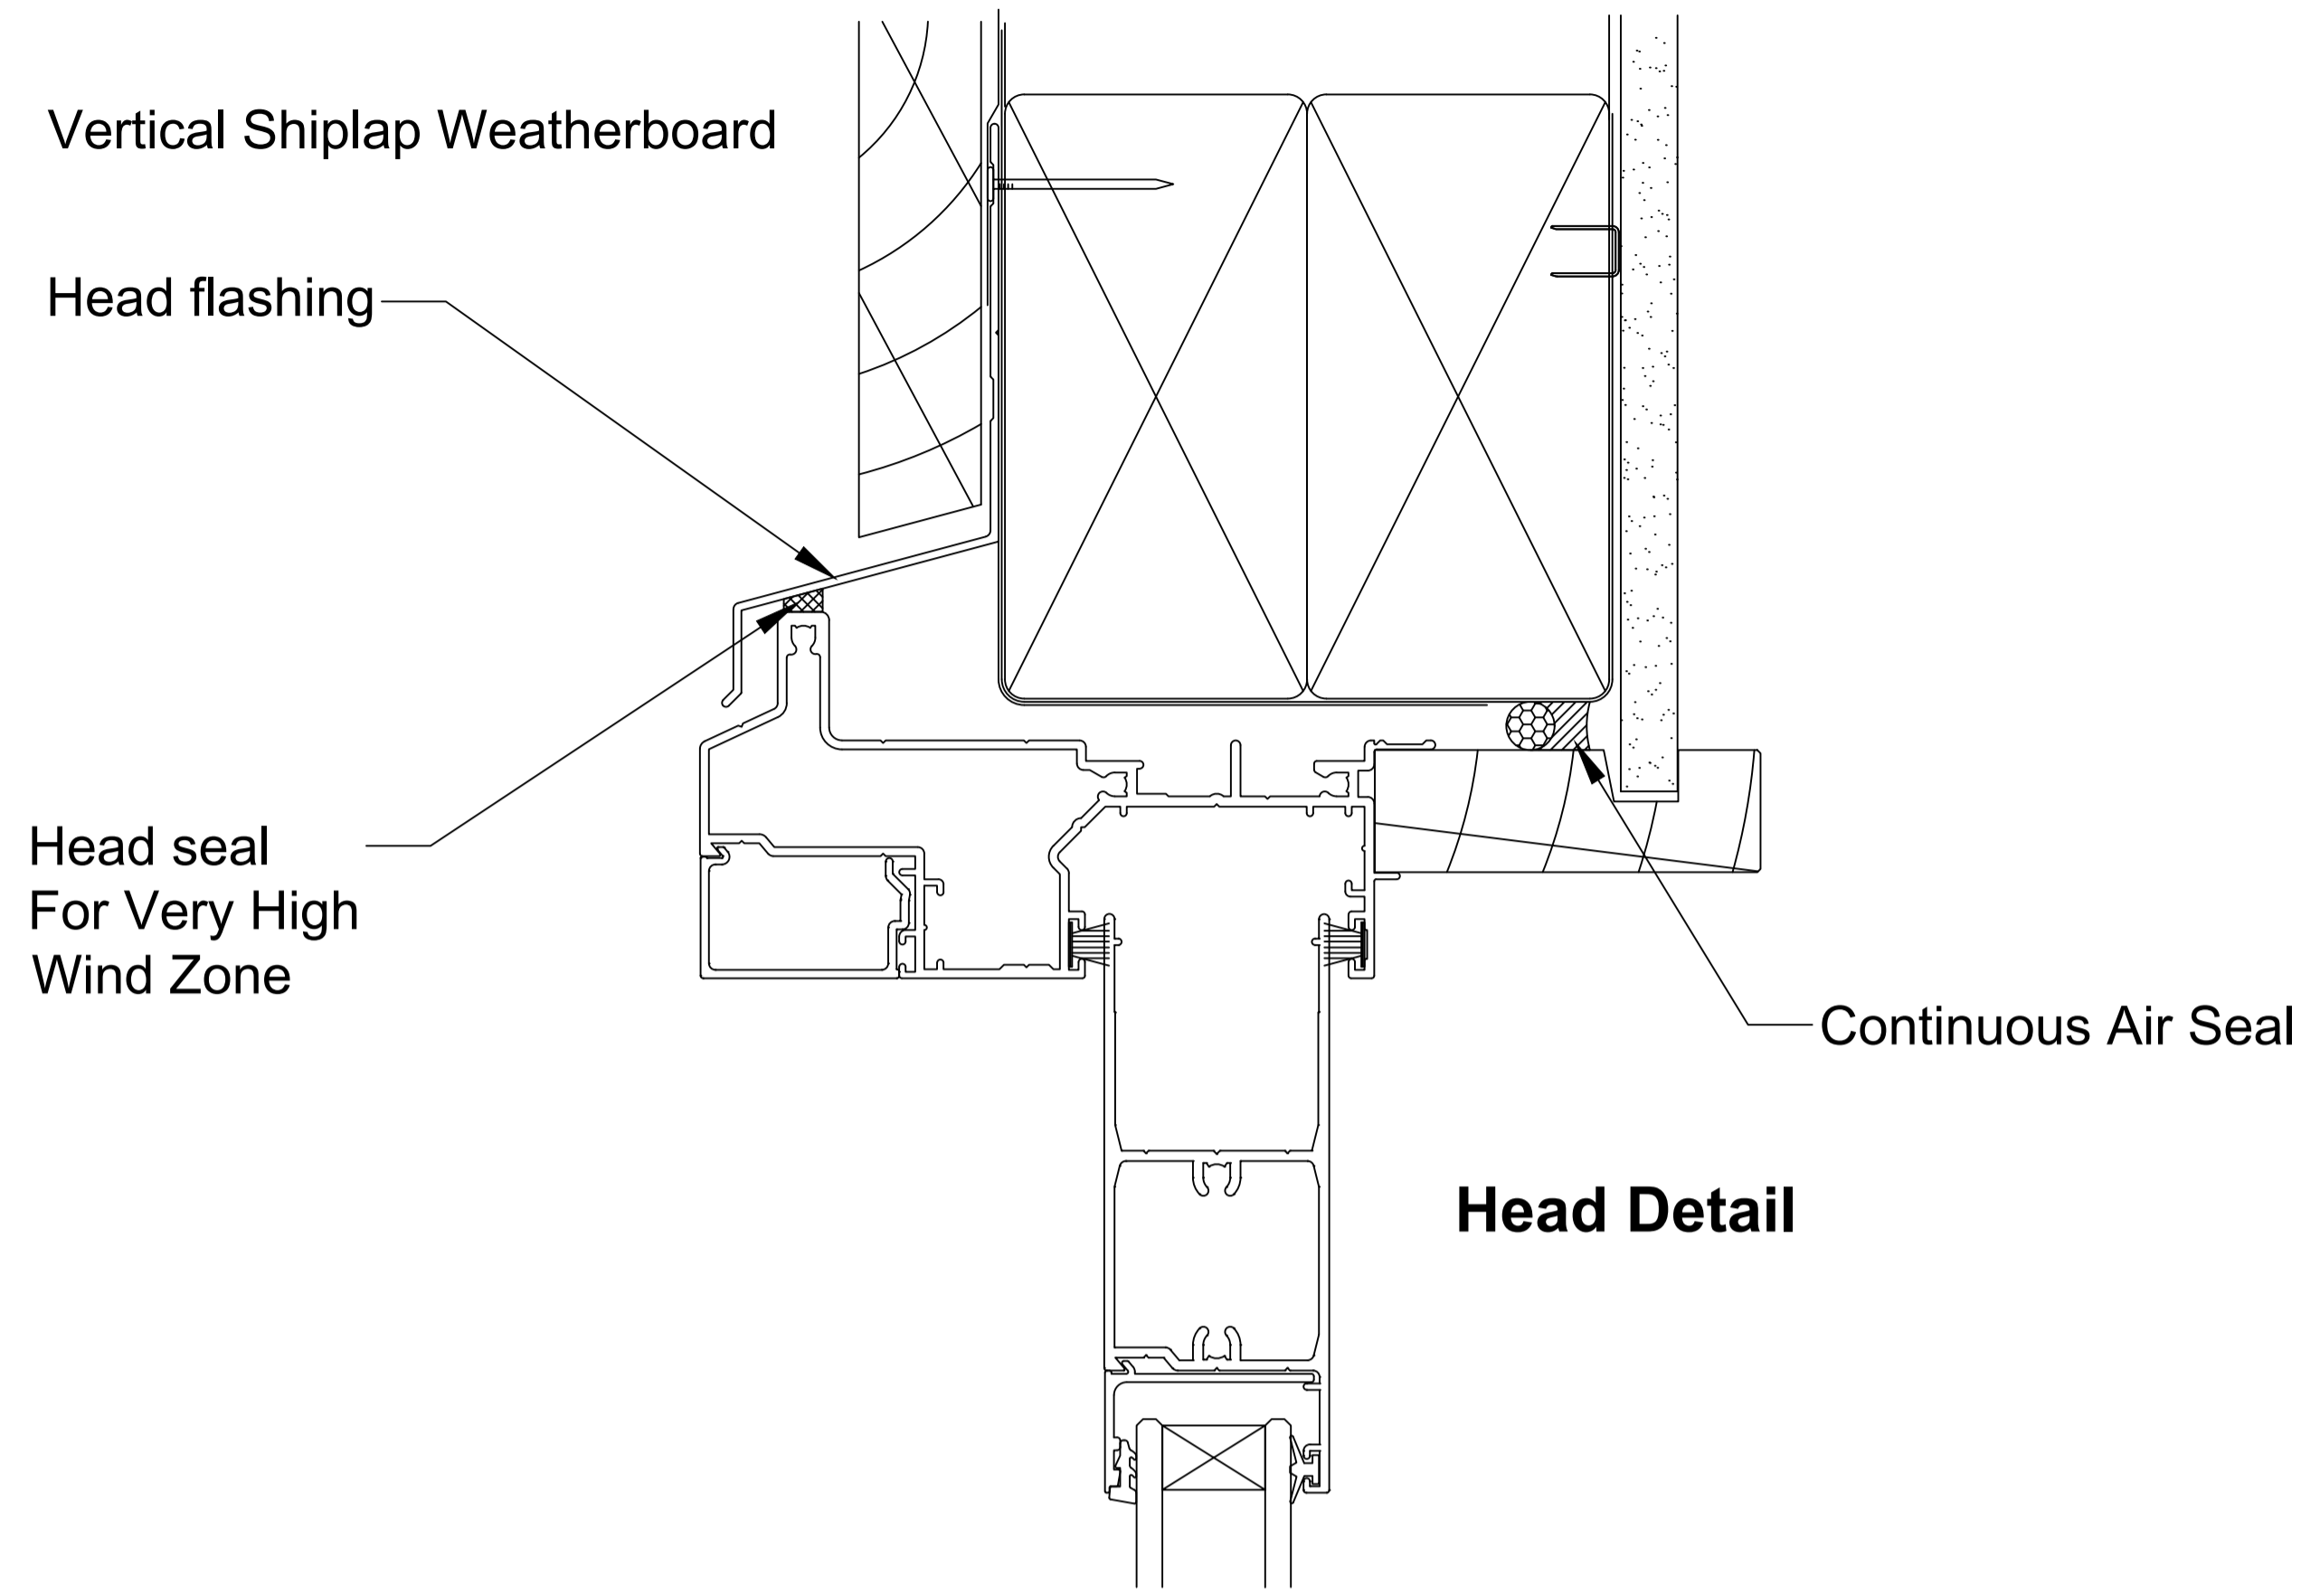 Vertical Shiplap Weatherboard
Head flashing
Head seal
For Very High
Wind Zone
Continuous Air Seal
Head Detail